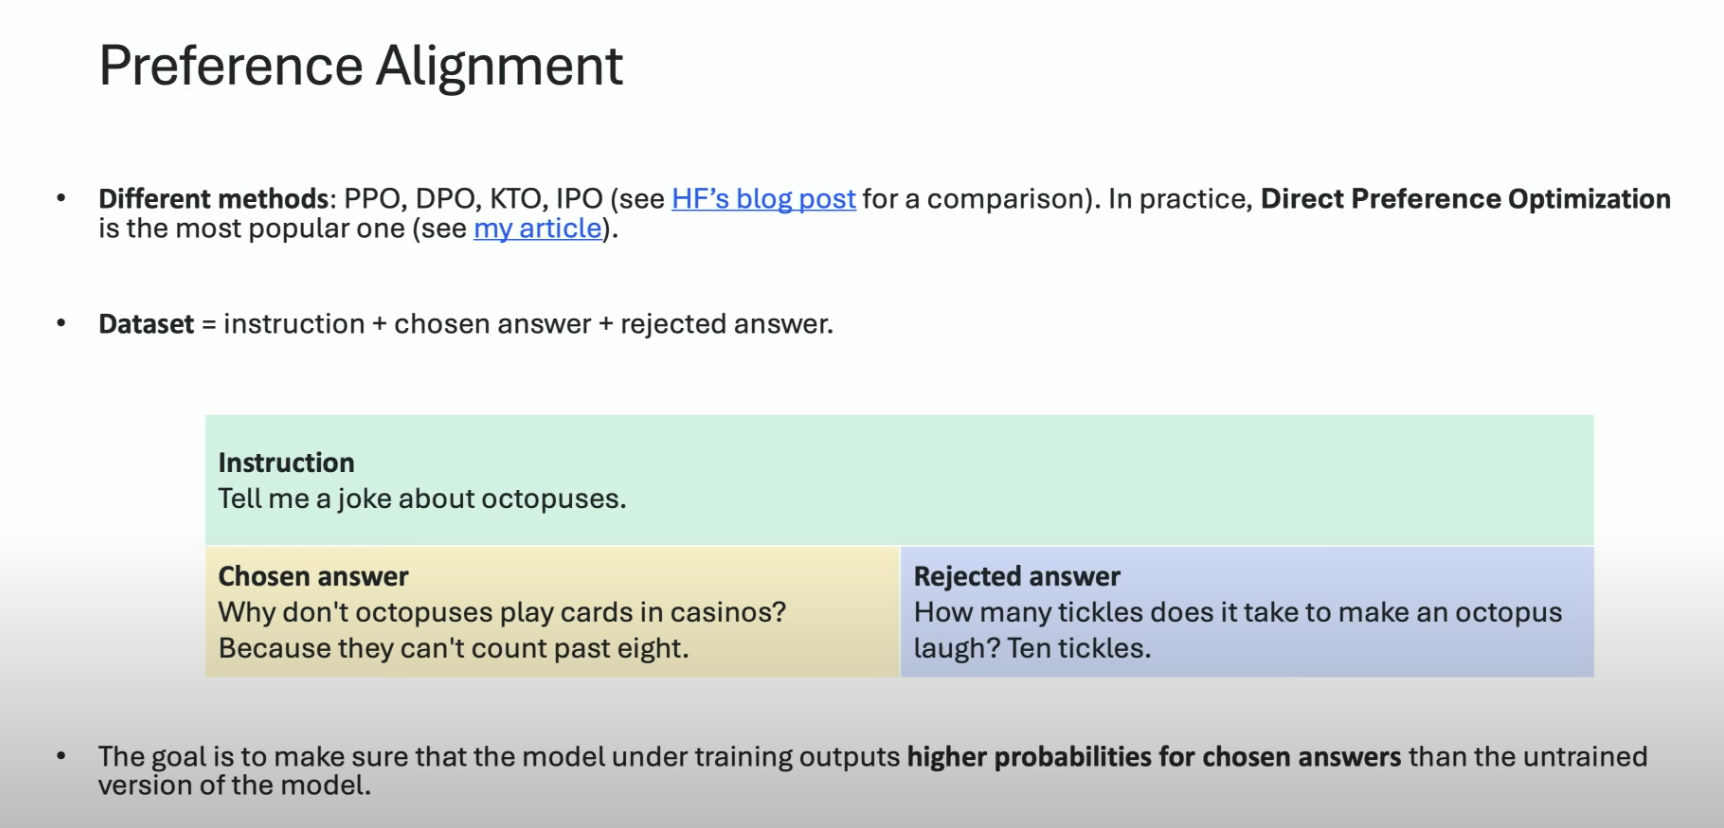 Preference Alignment
• Different methods: PPO, DPO, KTO, IPO (see HF's blog post for a comparison). In practice, Direct Preference Optimization
is the most popular one (see my article).
• Dataset = instruction + chosen answer + rejected answer.
Instruction
Tell me a joke about octopuses.
Chosen answer
Why don't octopuses play cards in casinos?
Because they can't count past eight.
Rejected answer
How many tickles does it take to make an octopus
laugh? Ten tickles.
• The goal is to make sure that the model under training outputs higher probabilities for chosen answers than the untrained
version of the model.